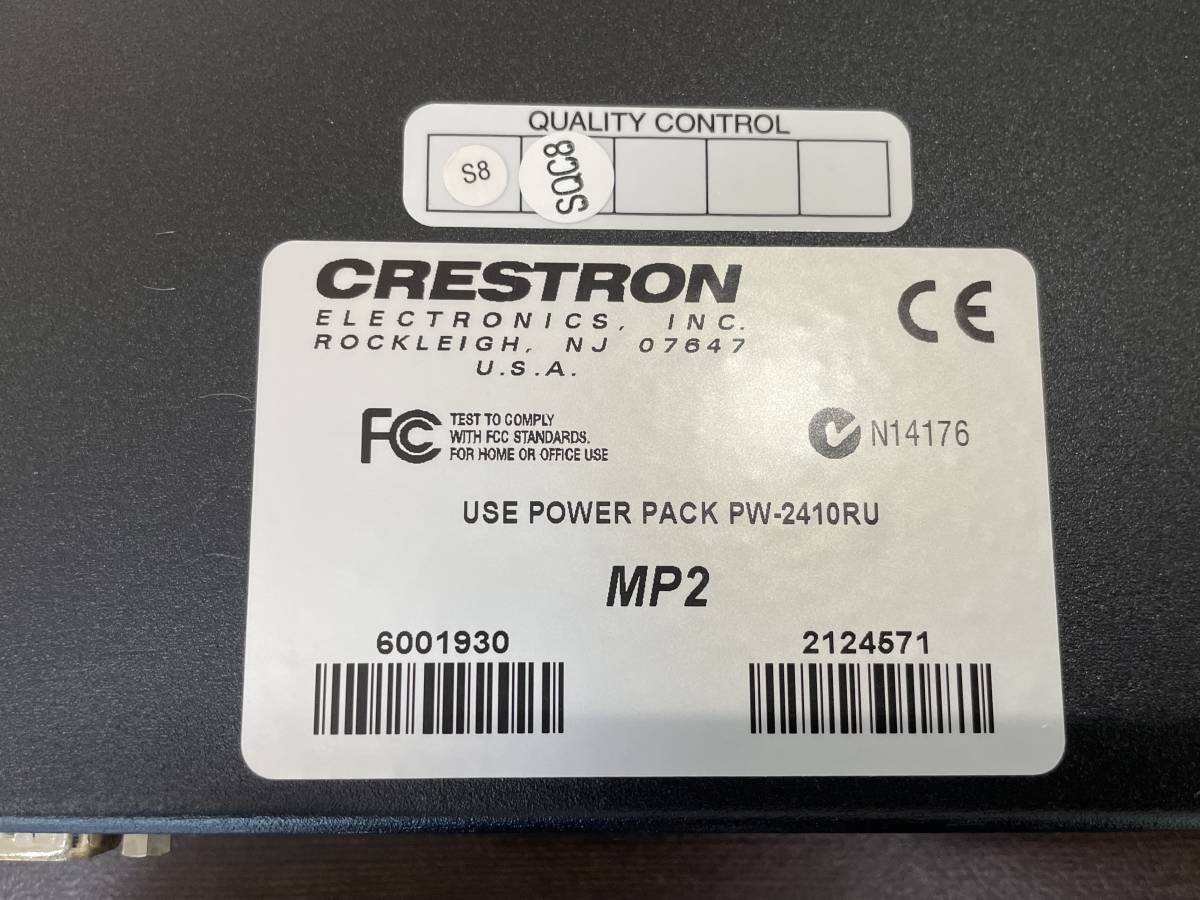 QUALITY CONTROL
S8
SQC8
CRESTRON
ELECTRONICS, INC.
ROCKLEIGH, NJ 07647
U.S.A.
CE
FC
TEST TO COMPLY
WITH FCC STANDARDS.
FOR HOME OR OFFICE USE
N14176
USE POWER PACK PW-2410RU
MP2
6001930
2124571